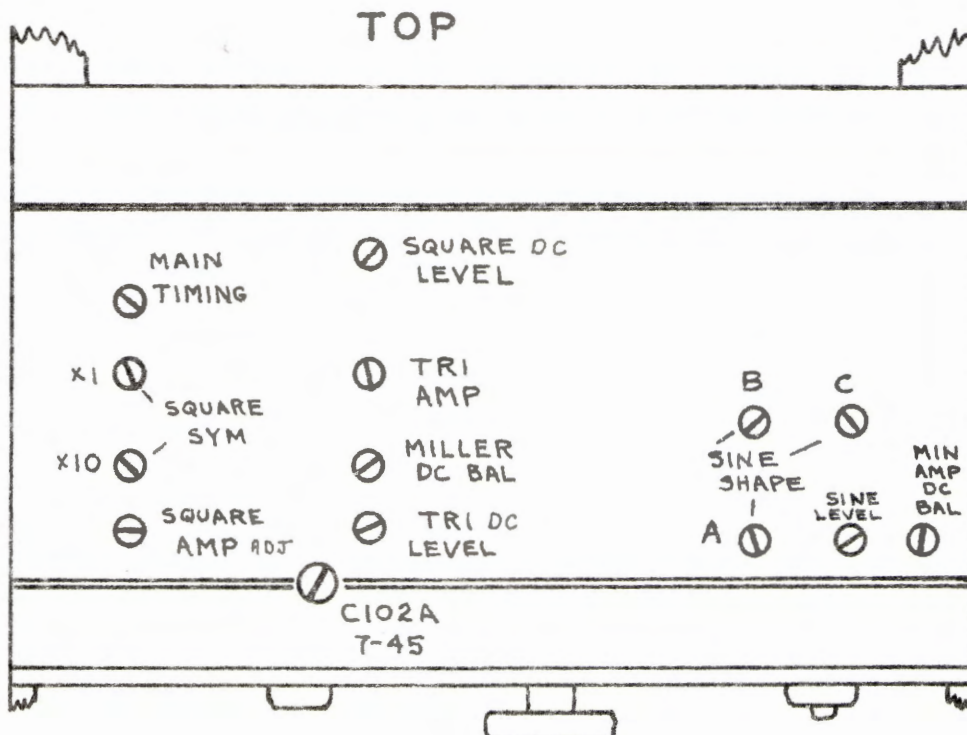 TOP
MAIN
TIMING
X1
SQUARE
SYM
X10
SQUARE
AMP ADJ
SQUARE DC
LEVEL
TRI
AMP
MILLER
DC BAL
TRI DC
LEVEL
C102A
7-45
B
C
SINE
SHAPE
A
SINE
LEVEL
MIN
AMP
DC
BAL